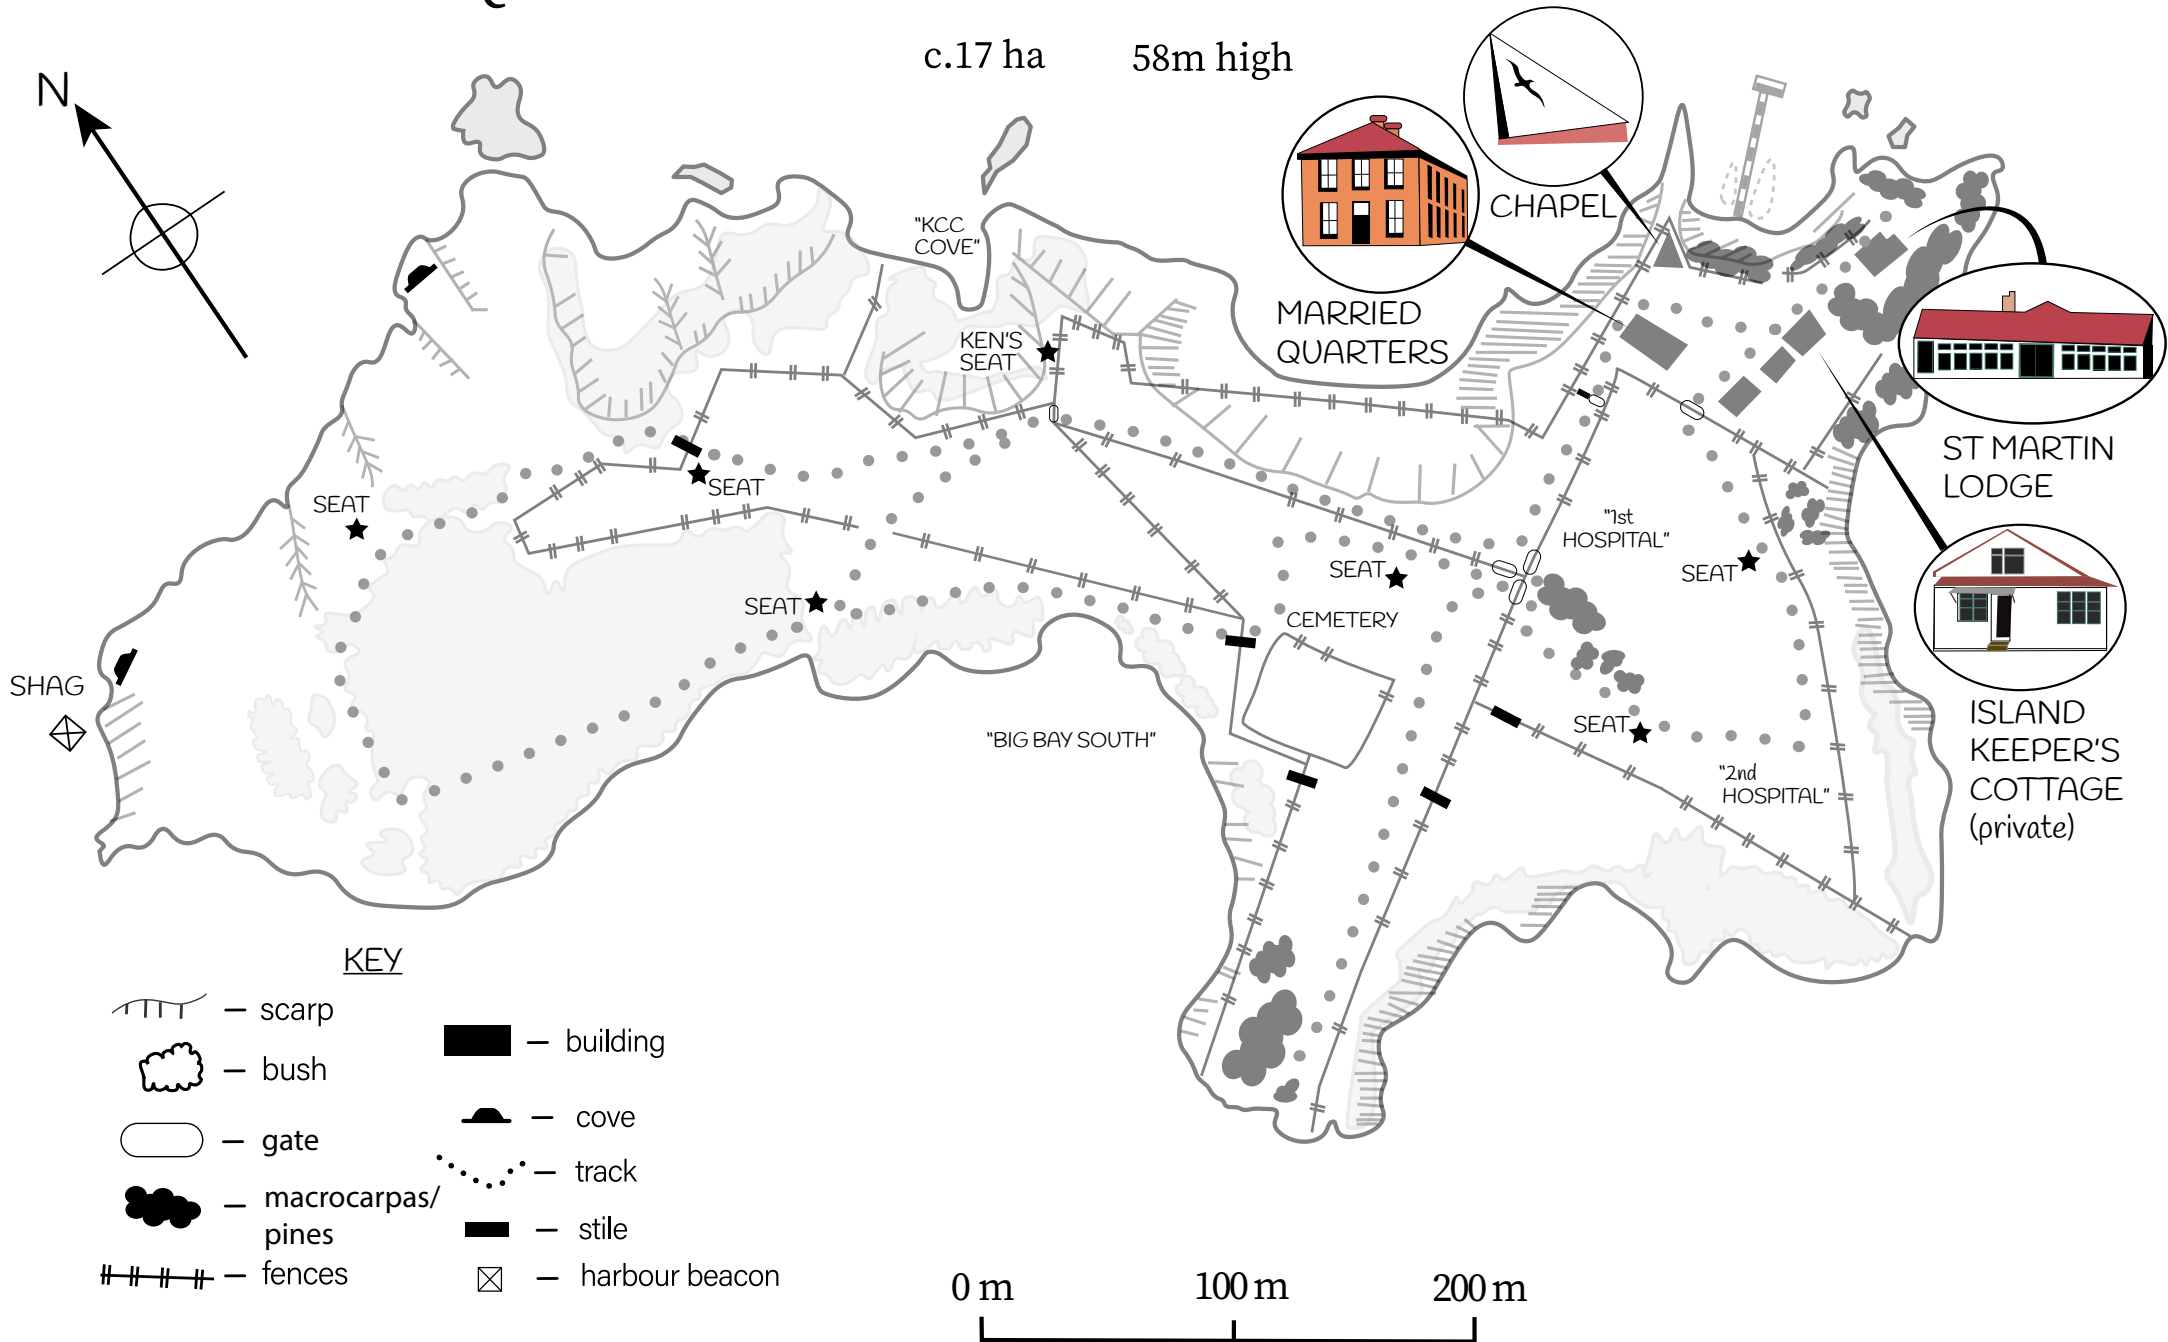 c.17 ha
58m high
N
CHAPEL
"KCC
COVE"
MARRIED
QUARTERS
KEN'S
SEAT
ST MARTIN
LODGE
SEAT
SEAT
"1st
HOSPITAL"
SEAT
SEAT
SEAT
CEMETERY
SHAG
"BIG BAY SOUTH"
SEAT
ISLAND
KEEPER'S
COTTAGE
(private)
"2nd
HOSPITAL"
KEY
scarp
bush
gate
macrocarpas/
pines
fences
building
cove
track
stile
harbour beacon
0 m
100 m
200 m